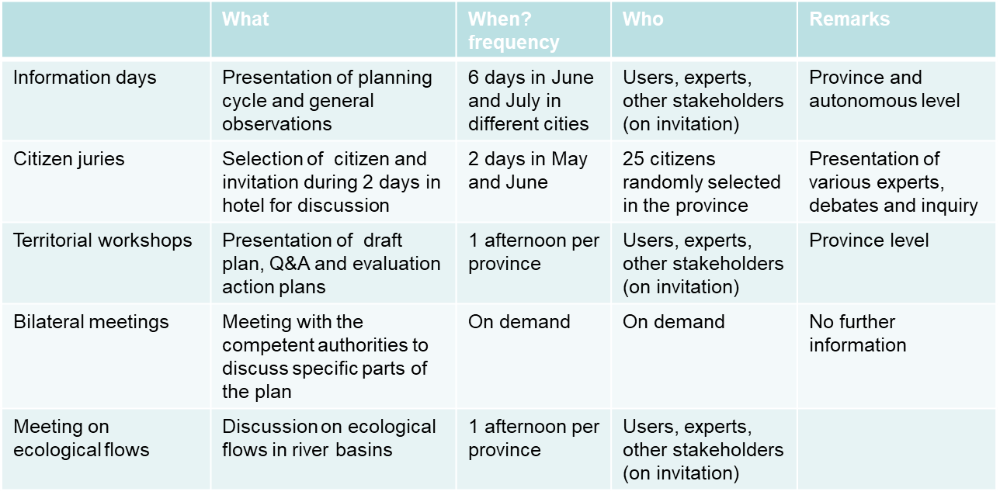 What
When?
frequency
Who
Remarks
Information days
Presentation of planning
cycle and general
observations
6 days in June
and July in
different cities
Users, experts,
other stakeholders
(on invitation)
Province and
autonomous level
Citizen juries
Selection of citizen and
invitation during 2 days in
hotel for discussion
2 days in May
and June
25 citizens
randomly selected
in the province
Presentation of
various experts,
debates and inquiry
Territorial workshops
Presentation of draft
plan, Q&A and evaluation
action plans
1 afternoon per
province
Users, experts,
other stakeholders
(on invitation)
Province level
Bilateral meetings
Meeting with the
competent authorities to
discuss specific parts of
the plan
On demand
On demand
No further
information
Meeting on
ecological flows
Discussion on ecological
flows in river basins
1 afternoon per
province
Users, experts,
other stakeholders
(on invitation)